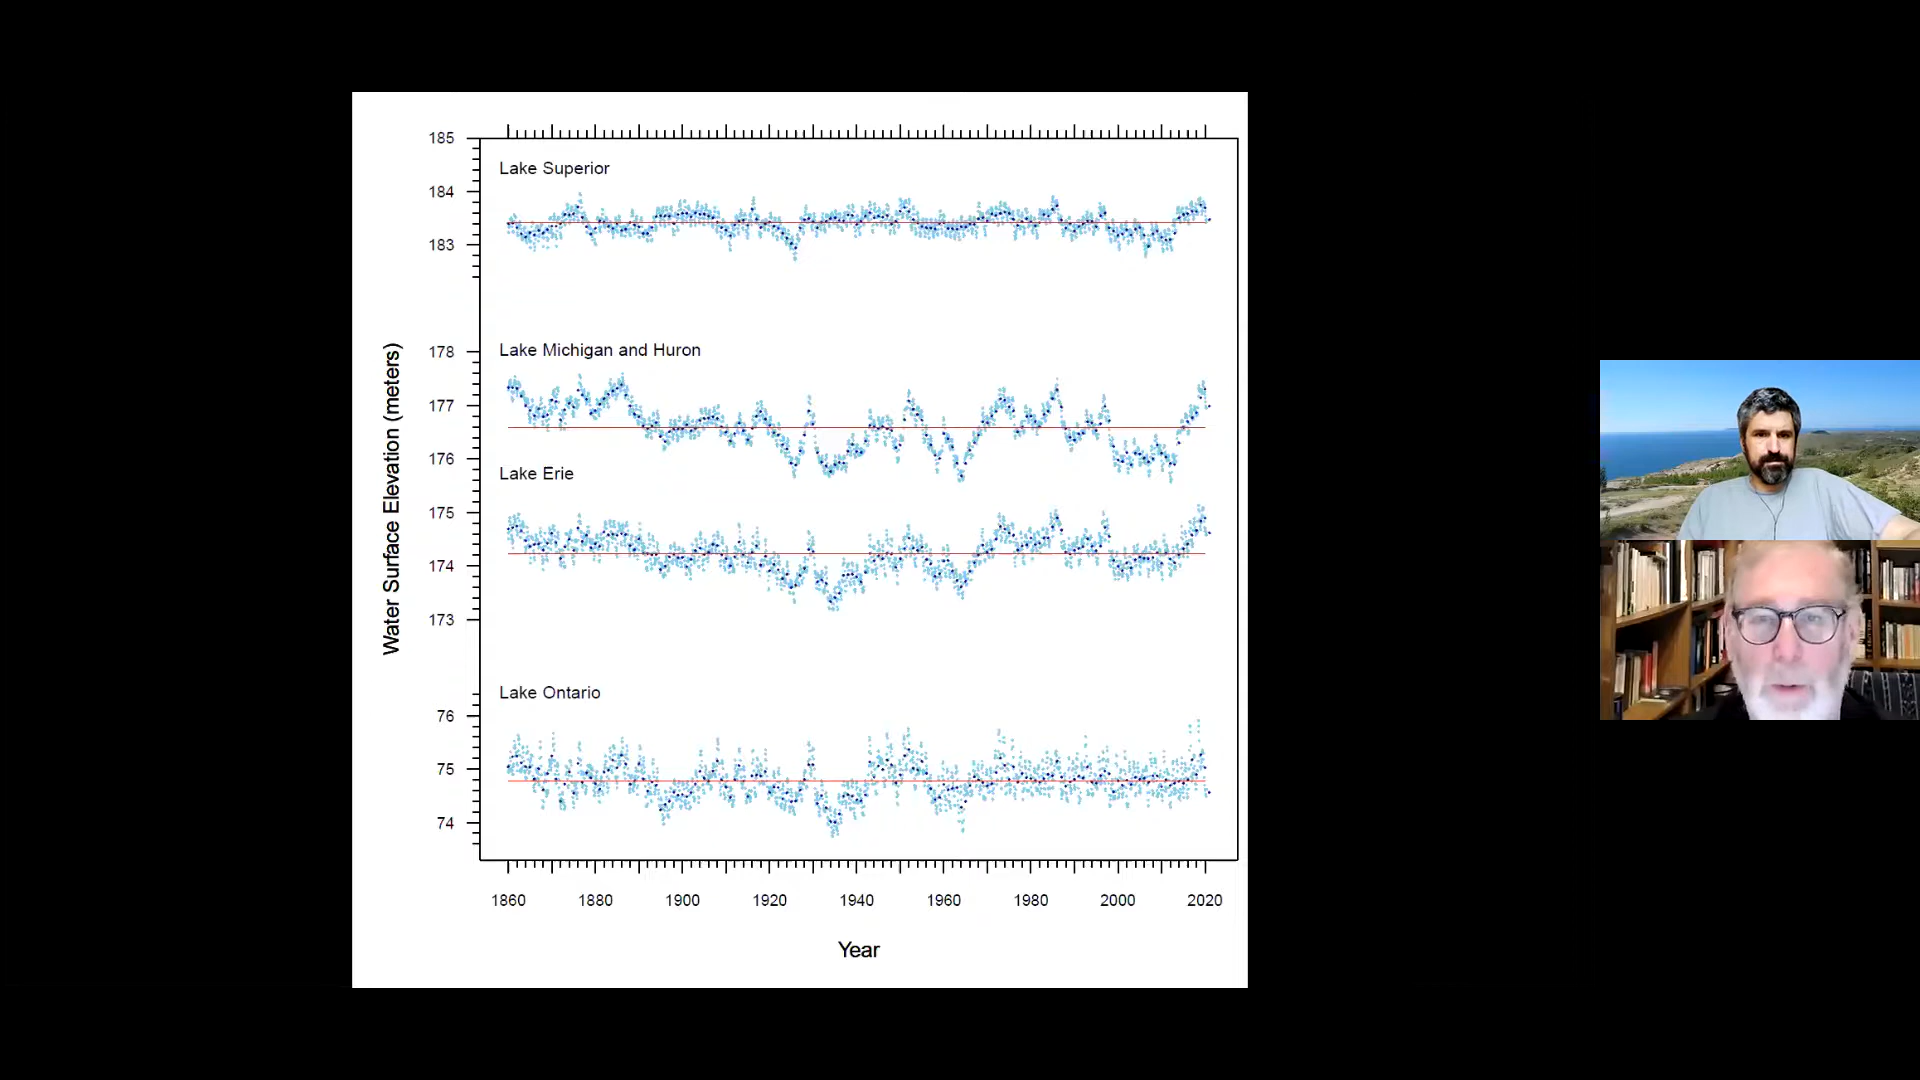 185
Lake Superior
184
183
Lake Michigan and Huron
178
177
176
Lake Erie
175
174
173
Lake Ontario
76
75
74
Water Surface Elevation (meters)
1860 1880 1900 1920 1940 1960 1980 2000 2020
Year